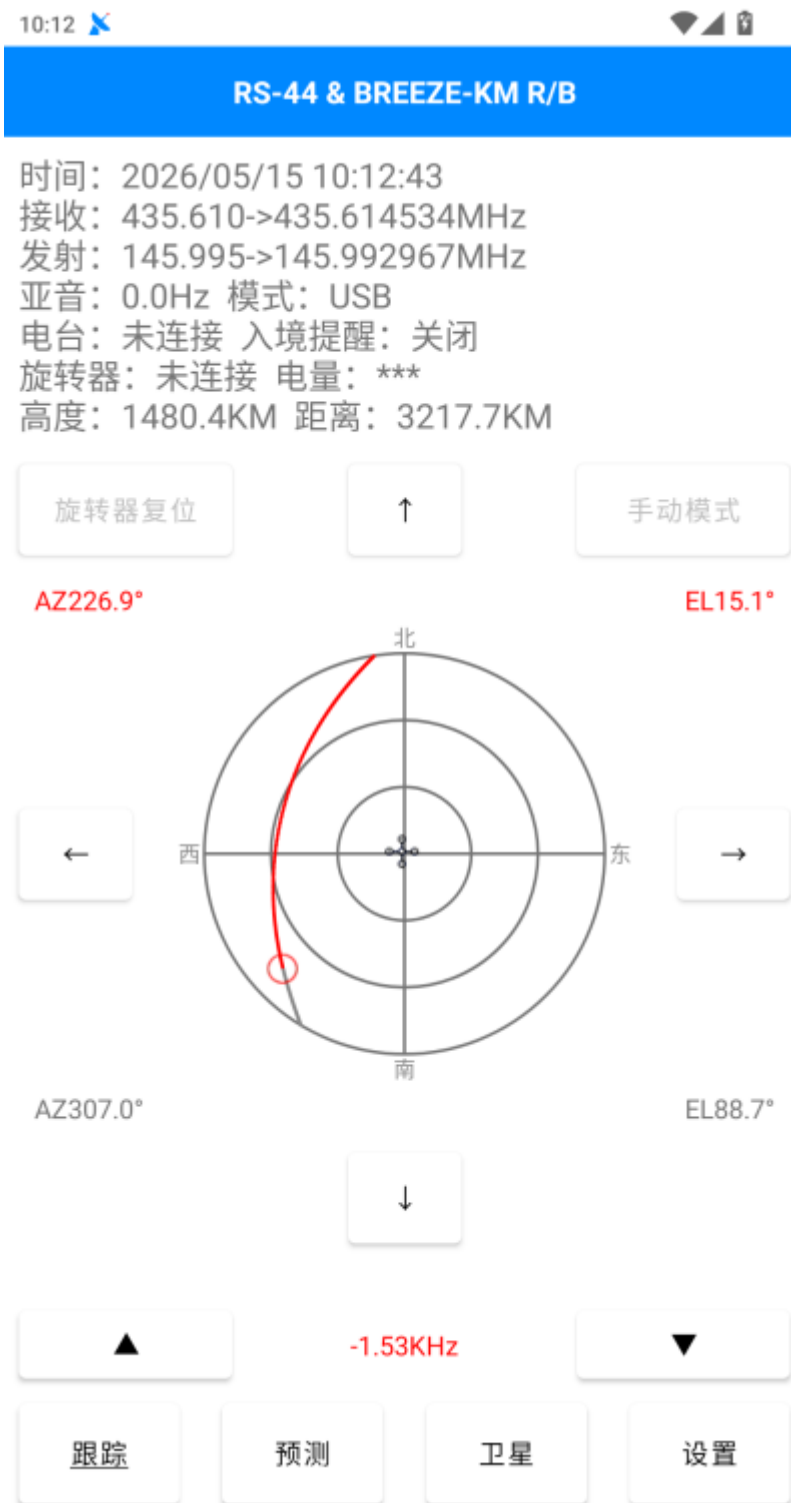 10:12
RS-44 & BREEZE-KM R/B
时间：2026/05/15 10:12:43
接收：435.610->435.614534MHz
发射：145.995->145.992967MHz
亚音：0.0Hz 模式：USB
电台：未连接 入境提醒：关闭
旋转器：未连接 电量：***
高度：1480.4KM 距离：3217.7KM
旋转器复位 ↑ 手动模式
AZ226.9° EL15.1°
北
← 西 东 →
南
AZ307.0° EL88.7°
↓
▲ -1.53KHz ▼
跟踪 预测 卫星 设置